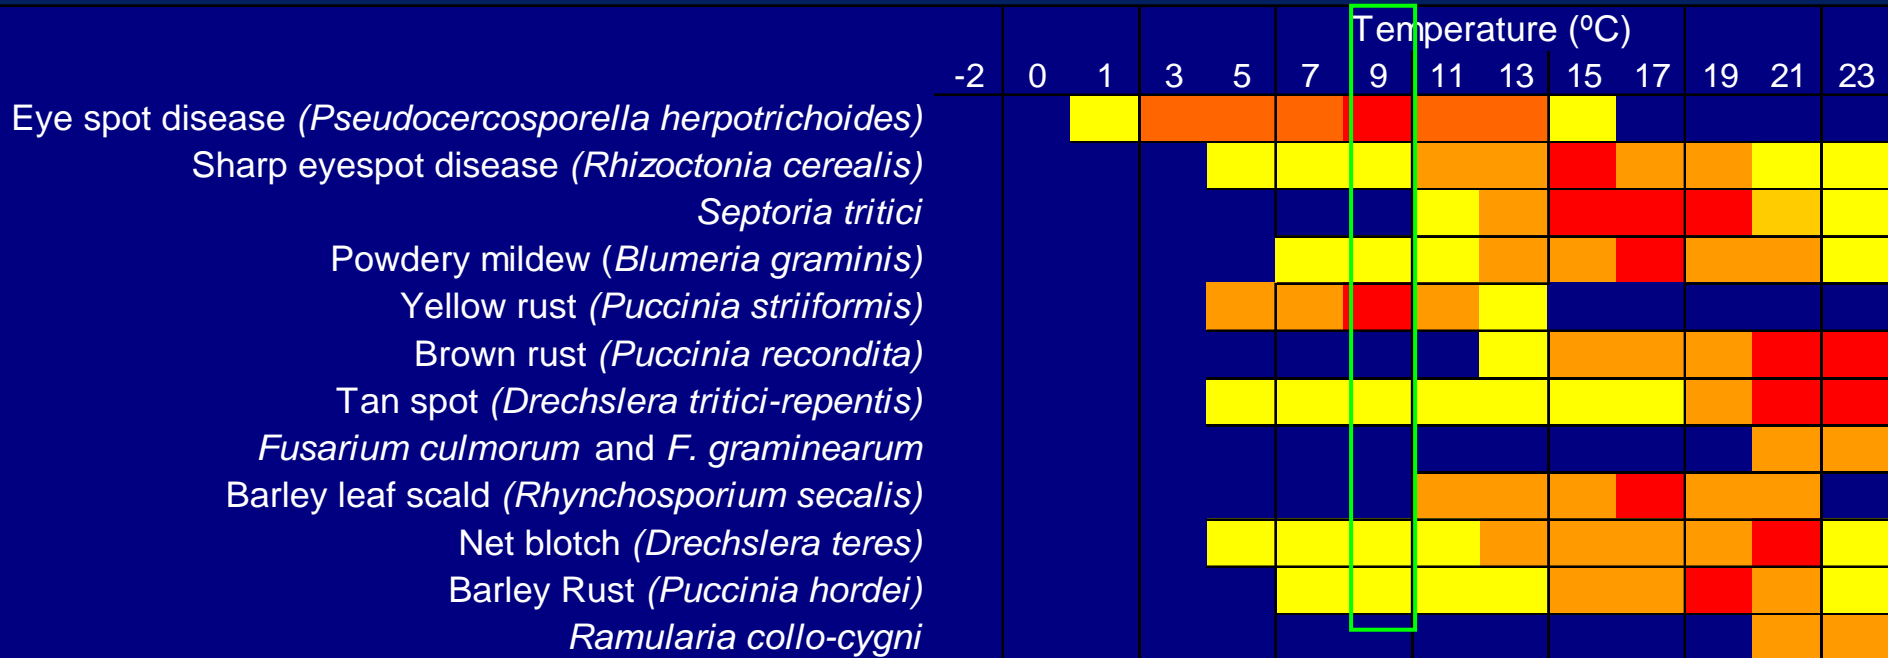 Temperature (ºC)
-2 0 1 3 5 7 9 11 13 15 17 19 21 23
Eye spot disease (Pseudocercosporella herpotrichoides)
Sharp eyespot disease (Rhizoctonia cerealis)
Septoria tritici
Powdery mildew (Blumeria graminis)
Yellow rust (Puccinia striiformis)
Brown rust (Puccinia recondita)
Tan spot (Drechslera tritici-repentis)
Fusarium culmorum and F. graminearum
Barley leaf scald (Rhynchosporium secalis)
Net blotch (Drechslera teres)
Barley Rust (Puccinia hordei)
Ramularia collo-cygni